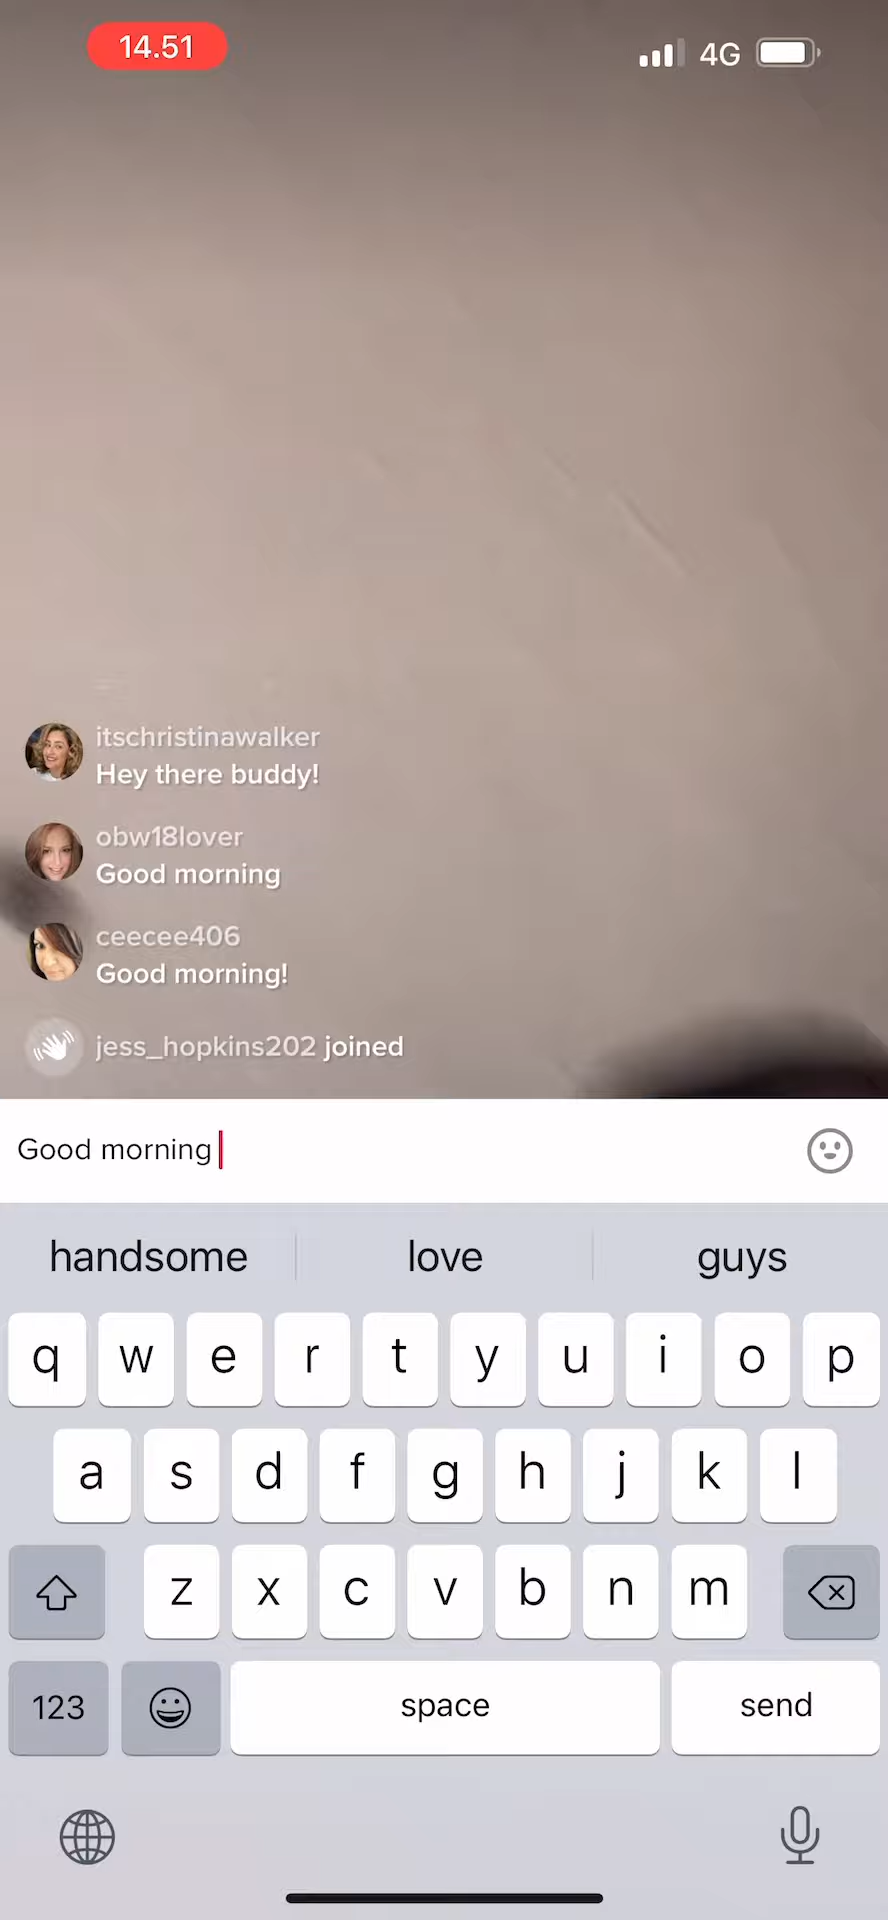 14.51
4G
itschristinawalker
Hey there buddy!
obw18lover
Good morning
ceecee406
Good morning!
jess_hopkins202 joined
Good morning
handsome love guys
q w e r t y u i o p
a s d f g h j k l
z x c v b n m
123 space send